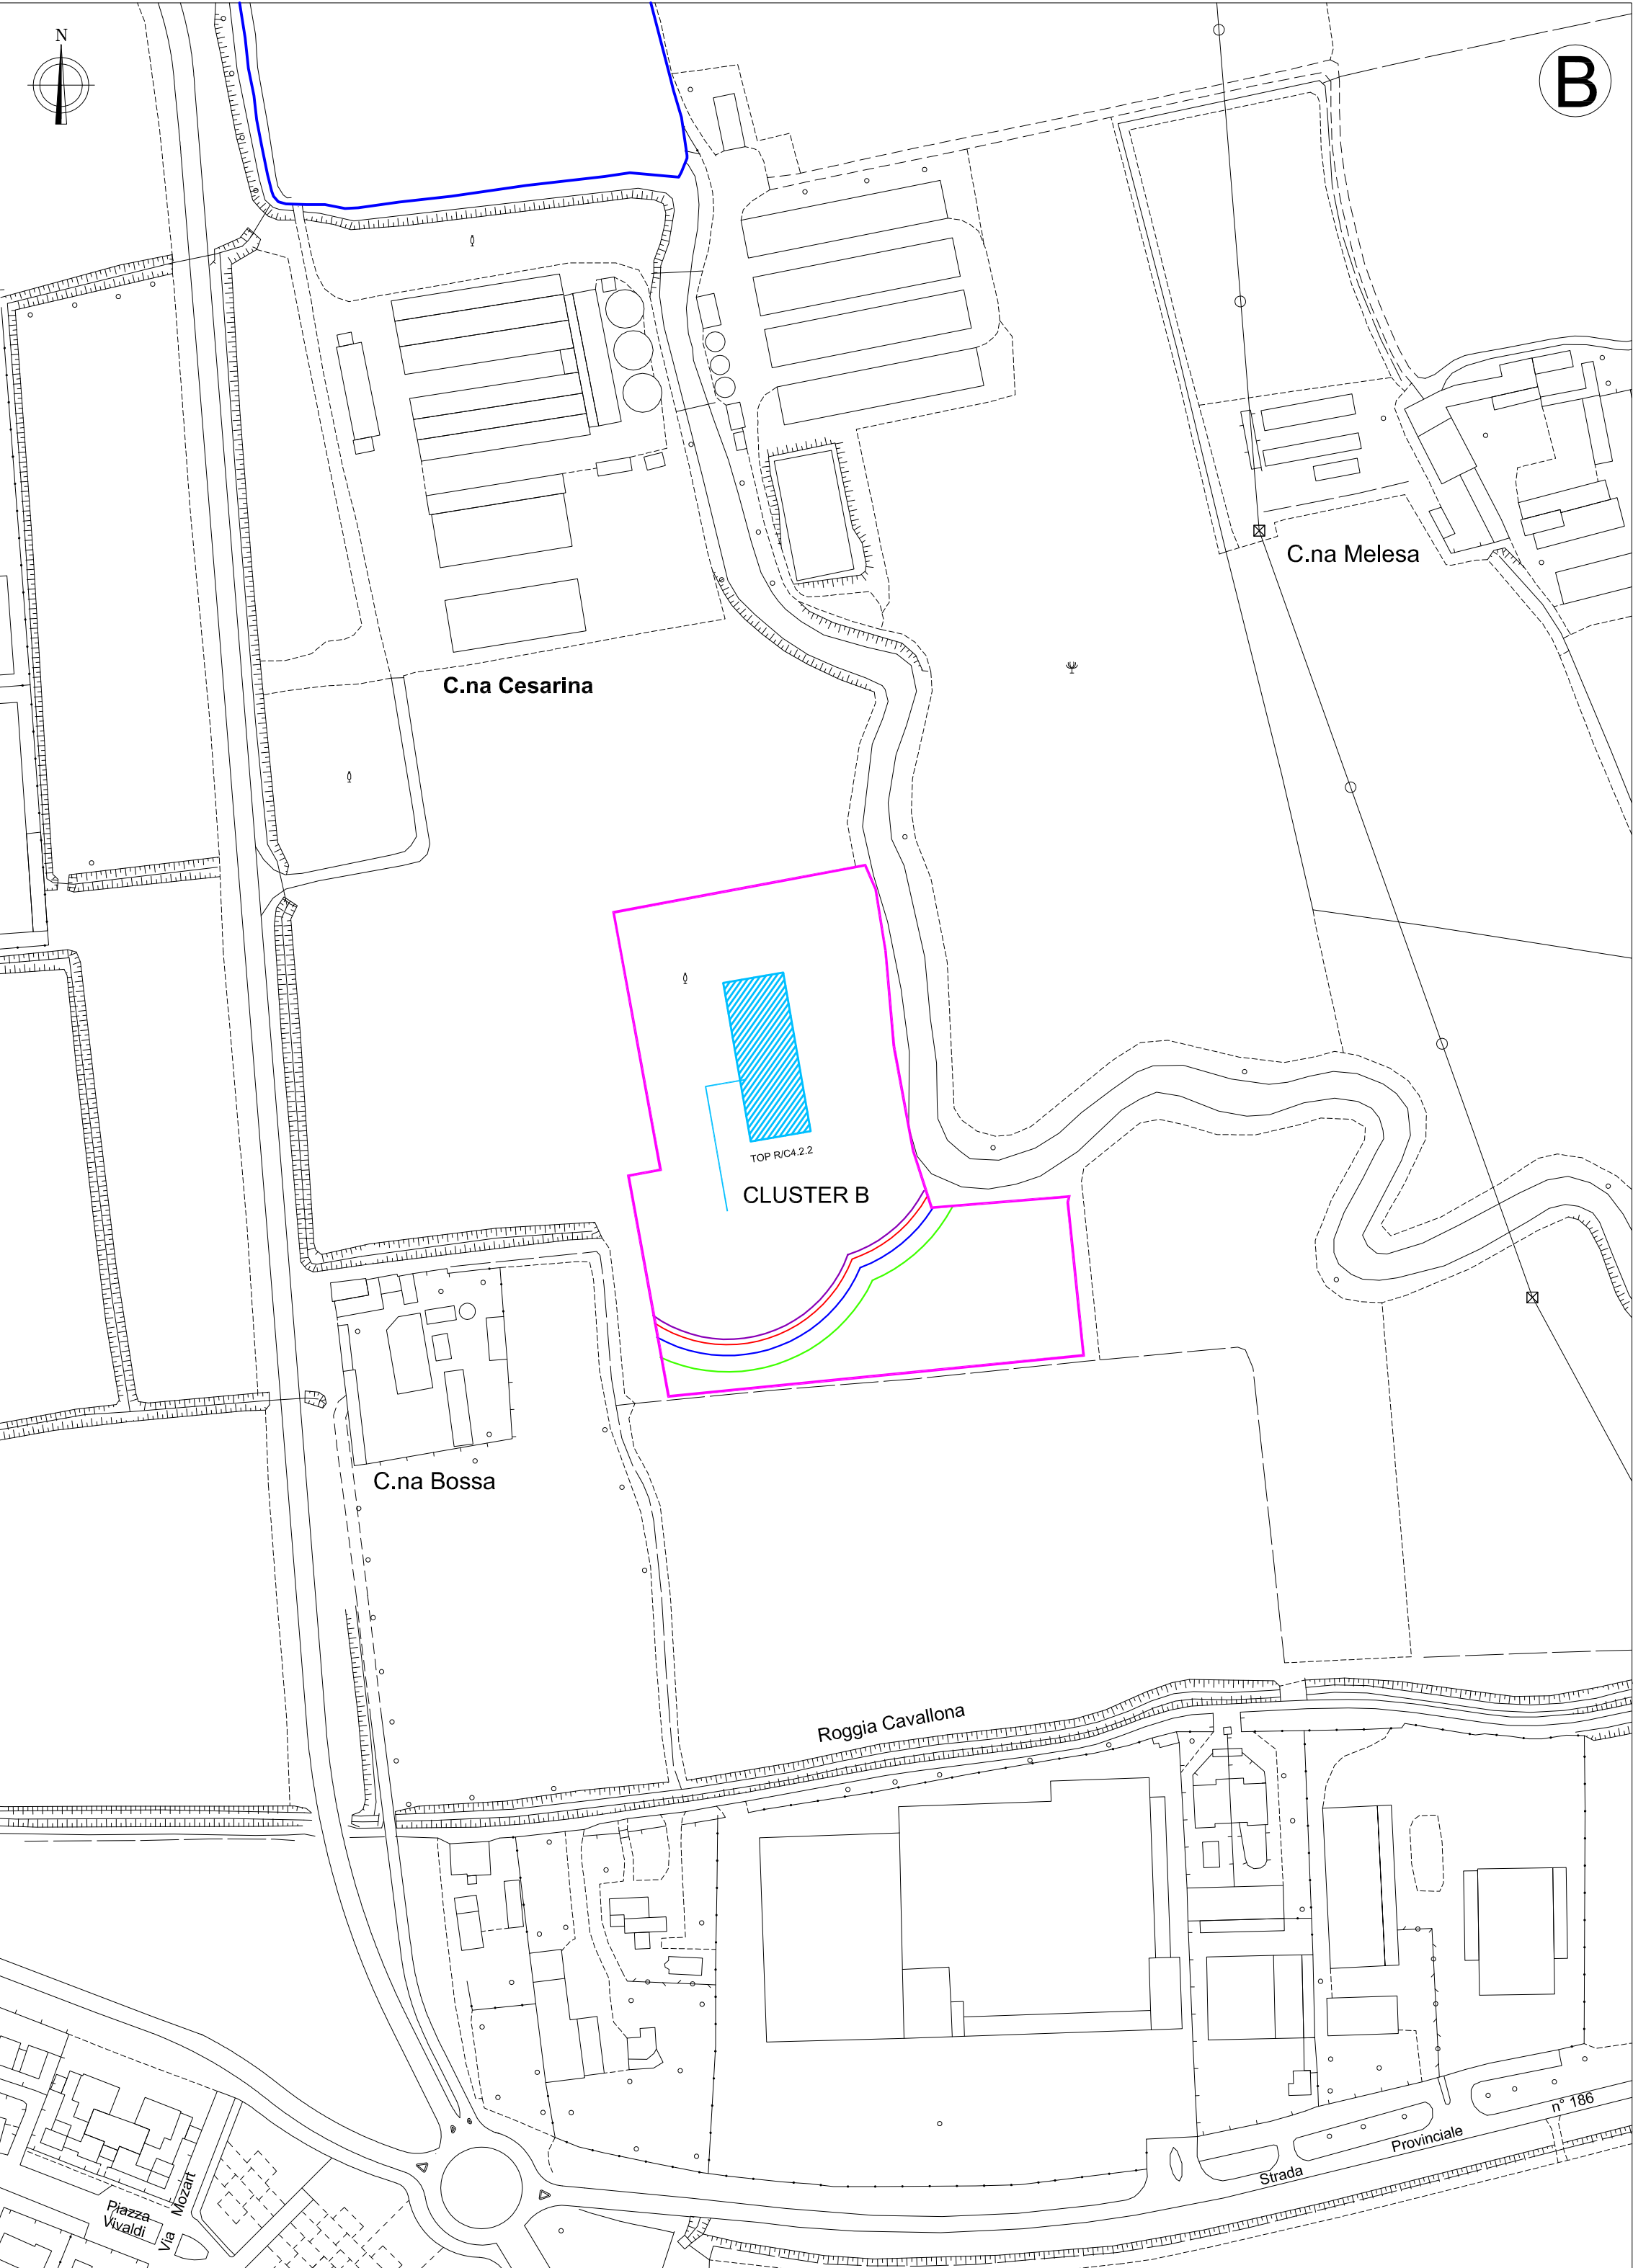 N
B
C.na Melesa
C.na Cesarina
TOP R/C4.2.2
CLUSTER B
C.na Bossa
Roggia Cavallona
n° 186
Provinciale
Strada
Mozart
Via
Piazza
Vivaldi